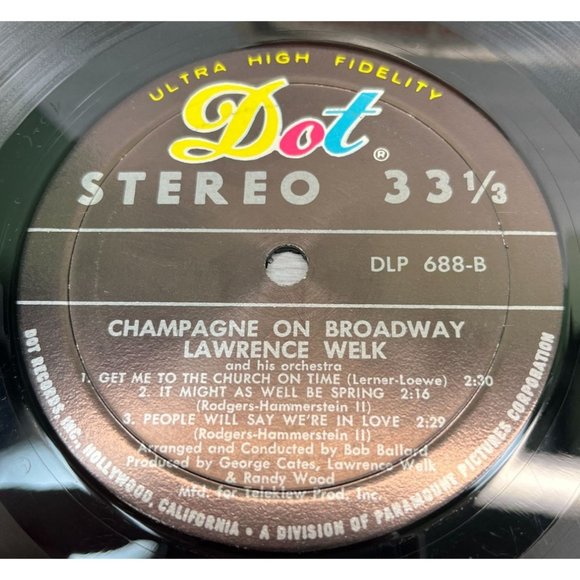 ULTRA HIGH FIDELITY
Dot®
STEREO 33 1/3
DLP 688-B
CHAMPAGNE ON BROADWAY
LAWRENCE WELK
and his orchestra
1. GET ME TO THE CHURCH ON TIME (Lerner-Loewe) 2:30
2. IT MIGHT AS WELL BE SPRING 2:16
(Rodgers-Hammerstein II)
3. PEOPLE WILL SAY WE'RE IN LOVE 2:29
(Rodgers-Hammerstein II)
Arranged and Conducted by Bob Ballard
Produced by George Cates, Lawrence Welk
& Randy Wood
Mfd. for Teleklew Prod. Inc.
DOT RECORDS, INC., HOLLYWOOD, CALIFORNIA • A DIVISION OF PARAMOUNT PICTURES CORPORATION